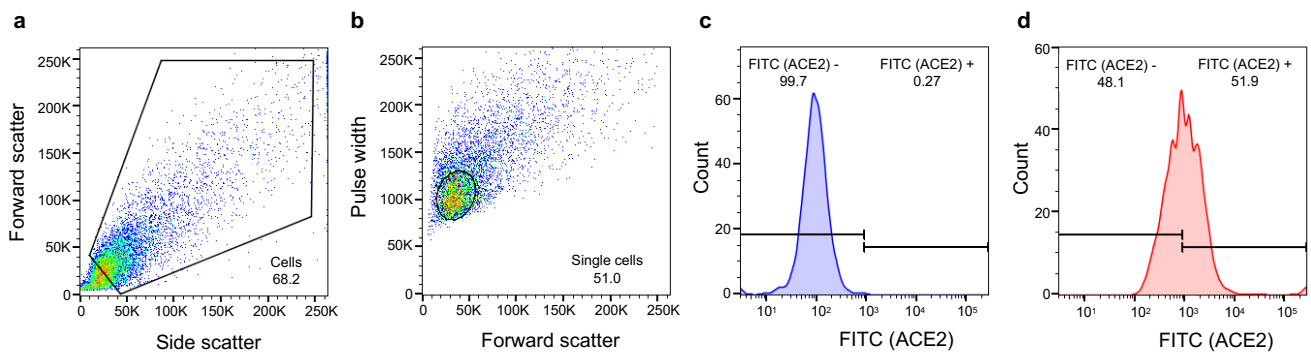 a
Forward scatter
250K
200K
150K
100K
50K
0
0
50K
100K
150K
200K
250K
Side scatter
Cells
68.2
b
Pulse width
250K
200K
150K
100K
50K
0
0
50K
100K
150K
200K
250K
Forward scatter
Single cells
51.0
c
Count
60
40
20
0
FITC (ACE2) -
99.7
FITC (ACE2) +
0.27
10¹
10²
10³
10⁴
10⁵
FITC (ACE2)
d
Count
60
40
20
0
FITC (ACE2) -
48.1
FITC (ACE2) +
51.9
10¹
10²
10³
10⁴
10⁵
FITC (ACE2)